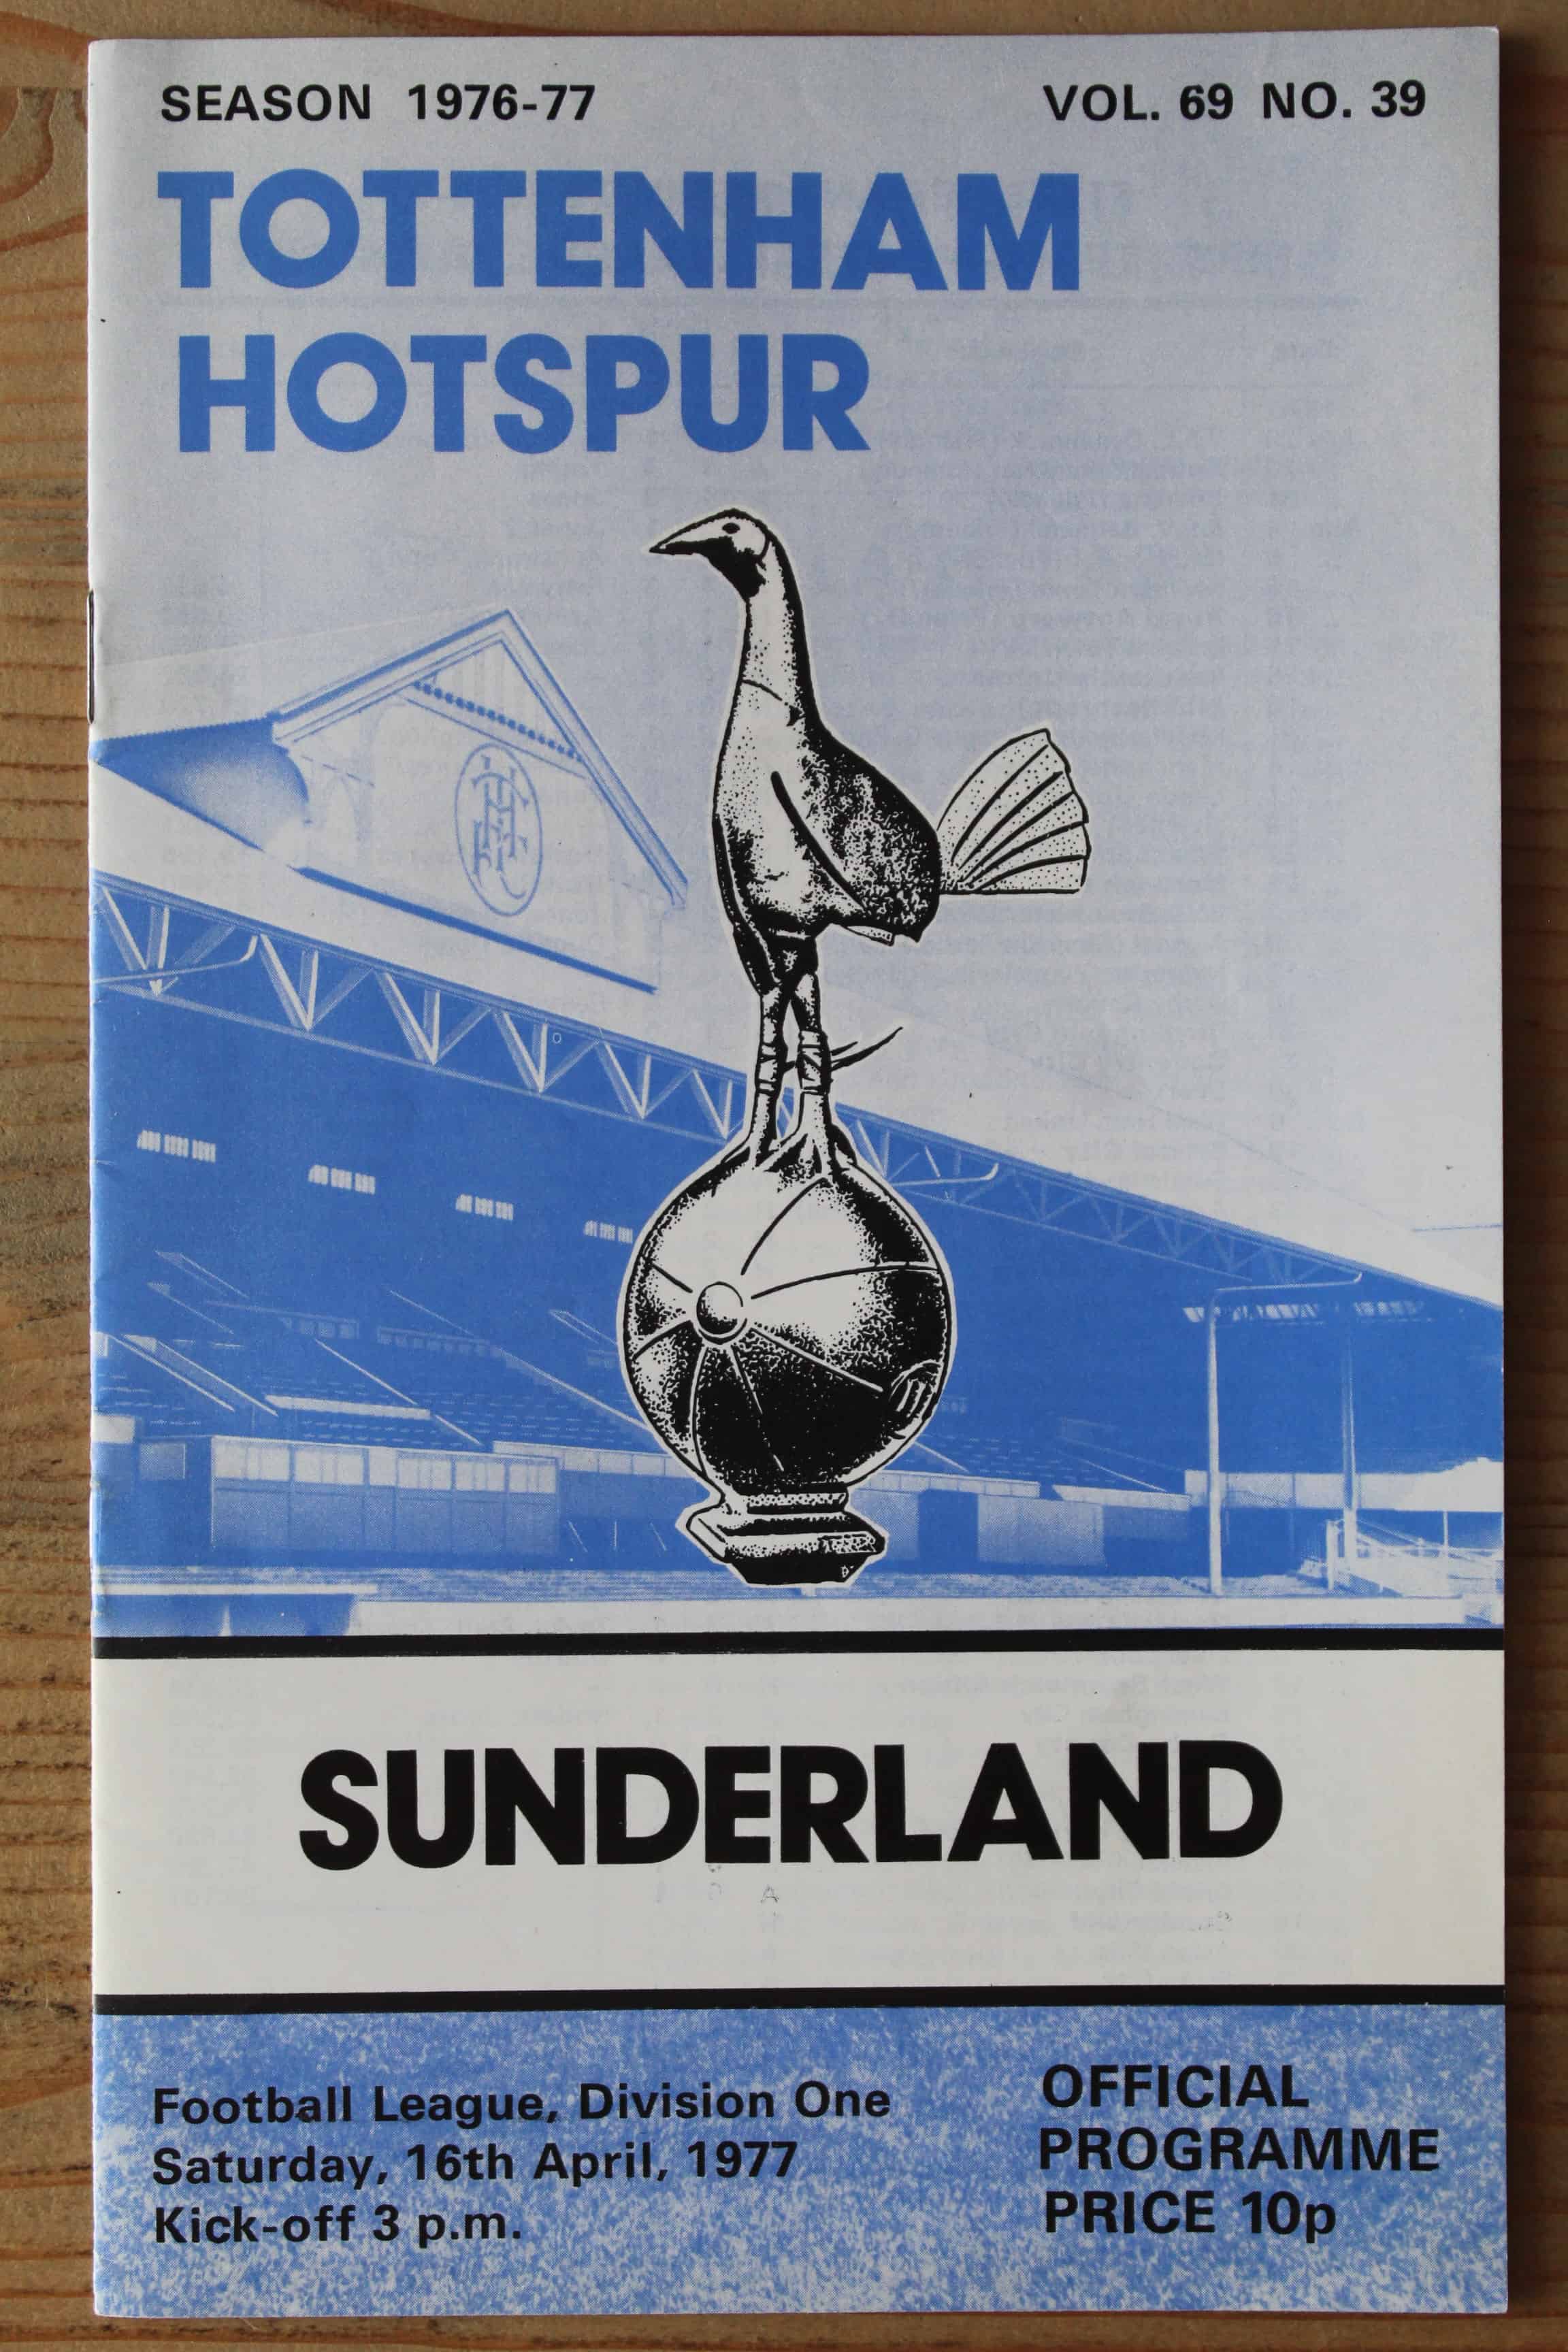 SEASON 1976-77 VOL. 69 NO. 39
TOTTENHAM
HOTSPUR
SUNDERLAND
Football League, Division One
Saturday, 16th April, 1977
Kick-off 3 p.m.
OFFICIAL
PROGRAMME
PRICE 10p